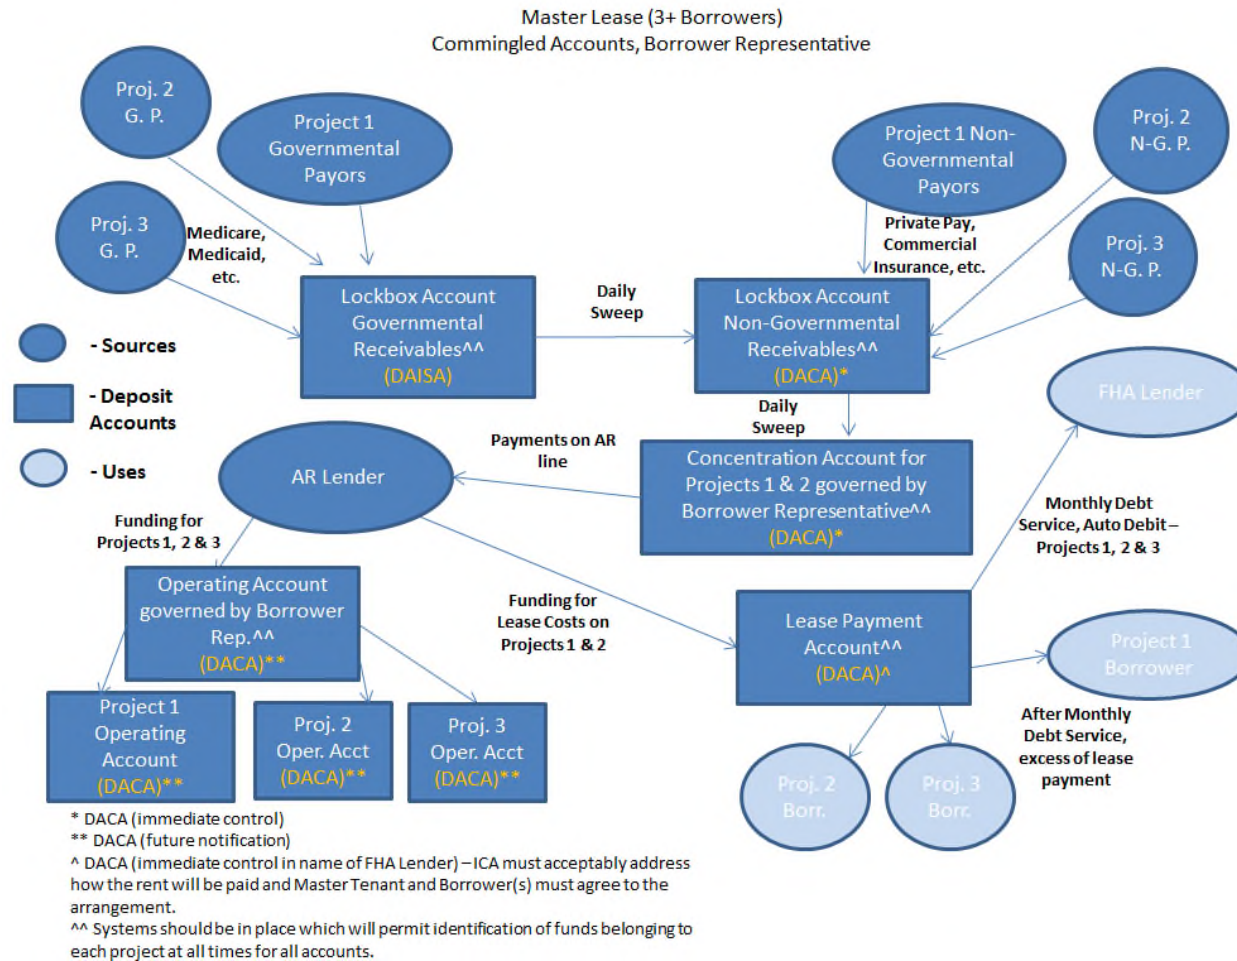 Master Lease (3+ Borrowers)
Commingled Accounts, Borrower Representative
Proj. 2
G. P.
Project 1
Governmental
Payors
Project 1 Non-
Governmental
Payors
Proj. 2
N-G. P.
Proj. 3
G. P.
Medicare,
Medicaid,
etc.
Private Pay,
Commercial
Insurance, etc.
Proj. 3
N-G. P.
Lockbox Account
Governmental
Receivables^^
(DAISA)
Daily
Sweep
Lockbox Account
Non-Governmental
Receivables^^
(DACA)*
- Sources
- Deposit
Accounts
- Uses
Daily
Sweep
FHA Lender
Payments on AR
line
AR Lender
Concentration Account for
Projects 1 & 2 governed by
Borrower Representative^^
(DACA)*
Monthly Debt
Service, Auto Debit –
Projects 1, 2 & 3
Funding for
Projects 1, 2 & 3
Operating Account
governed by Borrower
Rep.^^
(DACA)**
Funding for
Lease Costs on
Projects 1 & 2
Lease Payment
Account^^
(DACA)^
Project 1
Borrower
Project 1
Operating
Account
(DACA)**
Proj. 2
Oper. Acct
(DACA)**
Proj. 3
Oper. Acct
(DACA)**
After Monthly
Debt Service,
excess of lease
payment
Proj. 2
Borr.
Proj. 3
Borr.
* DACA (immediate control)
** DACA (future notification)
^ DACA (immediate control in name of FHA Lender) – ICA must acceptably address
how the rent will be paid and Master Tenant and Borrower(s) must agree to the
arrangement.
^^ Systems should be in place which will permit identification of funds belonging to
each project at all times for all accounts.